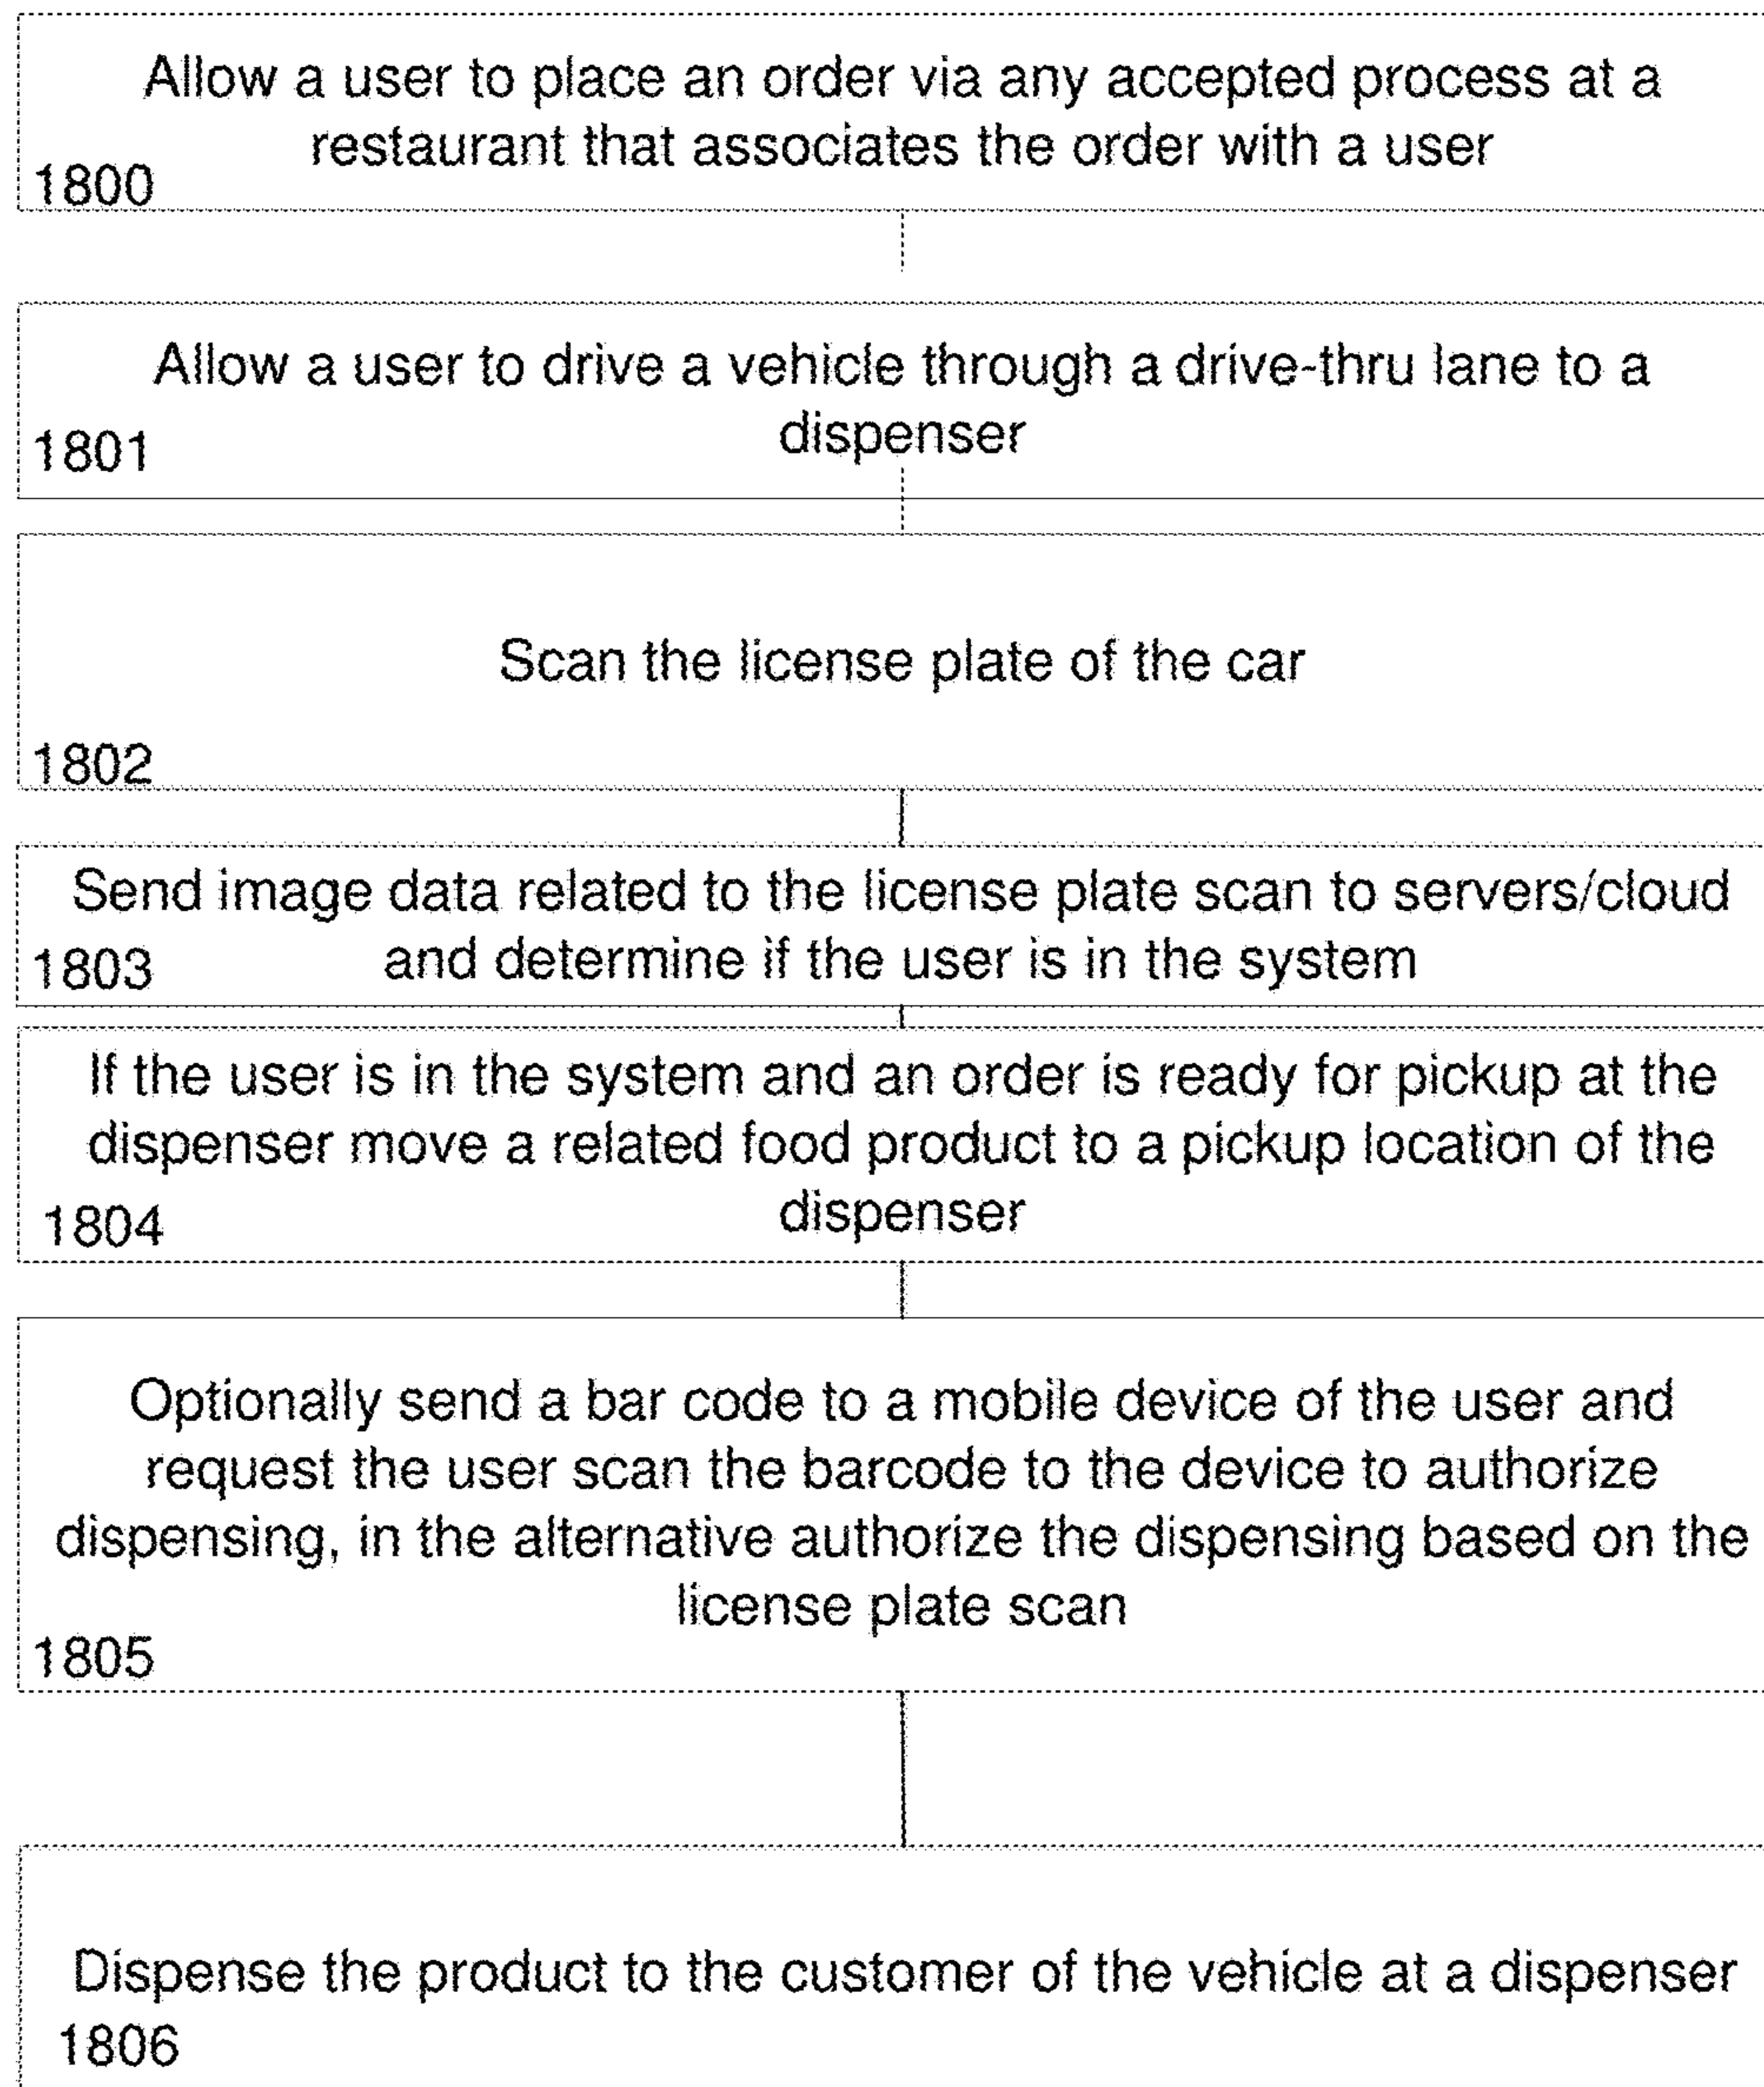 Allow a user to place an order via any accepted process at a
restaurant that associates the order with a user
1800
Allow a user to drive a vehicle through a drive-thru lane to a
dispenser
1801
Scan the license plate of the car
1802
Send image data related to the license plate scan to servers/cloud
and determine if the user is in the system
1803
If the user is in the system and an order is ready for pickup at the
dispenser move a related food product to a pickup location of the
dispenser
1804
Optionally send a bar code to a mobile device of the user and
request the user scan the barcode to the device to authorize
dispensing, in the alternative authorize the dispensing based on the
license plate scan
1805
Dispense the product to the customer of the vehicle at a dispenser
1806